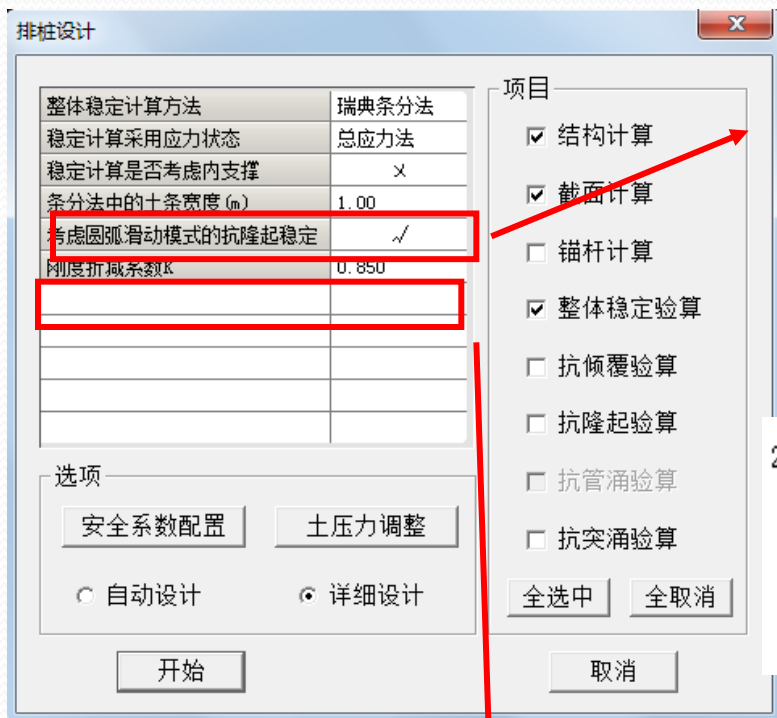 排桩设计
整体稳定计算方法 瑞典条分法
稳定计算采用应力状态 总应力法
稳定计算是否考虑内支撑 ×
条分法中的土条宽度(m) 1.00
考虑圆弧滑动模式的抗隆起稳定 √
刚度折减系数K 0.850
项目
结构计算
截面计算
锚杆计算
整体稳定验算
抗倾覆验算
抗隆起验算
抗管涌验算
抗突涌验算
全选中 全取消
选项
安全系数配置 土压力调整
自动设计 详细设计
开始 取消
2